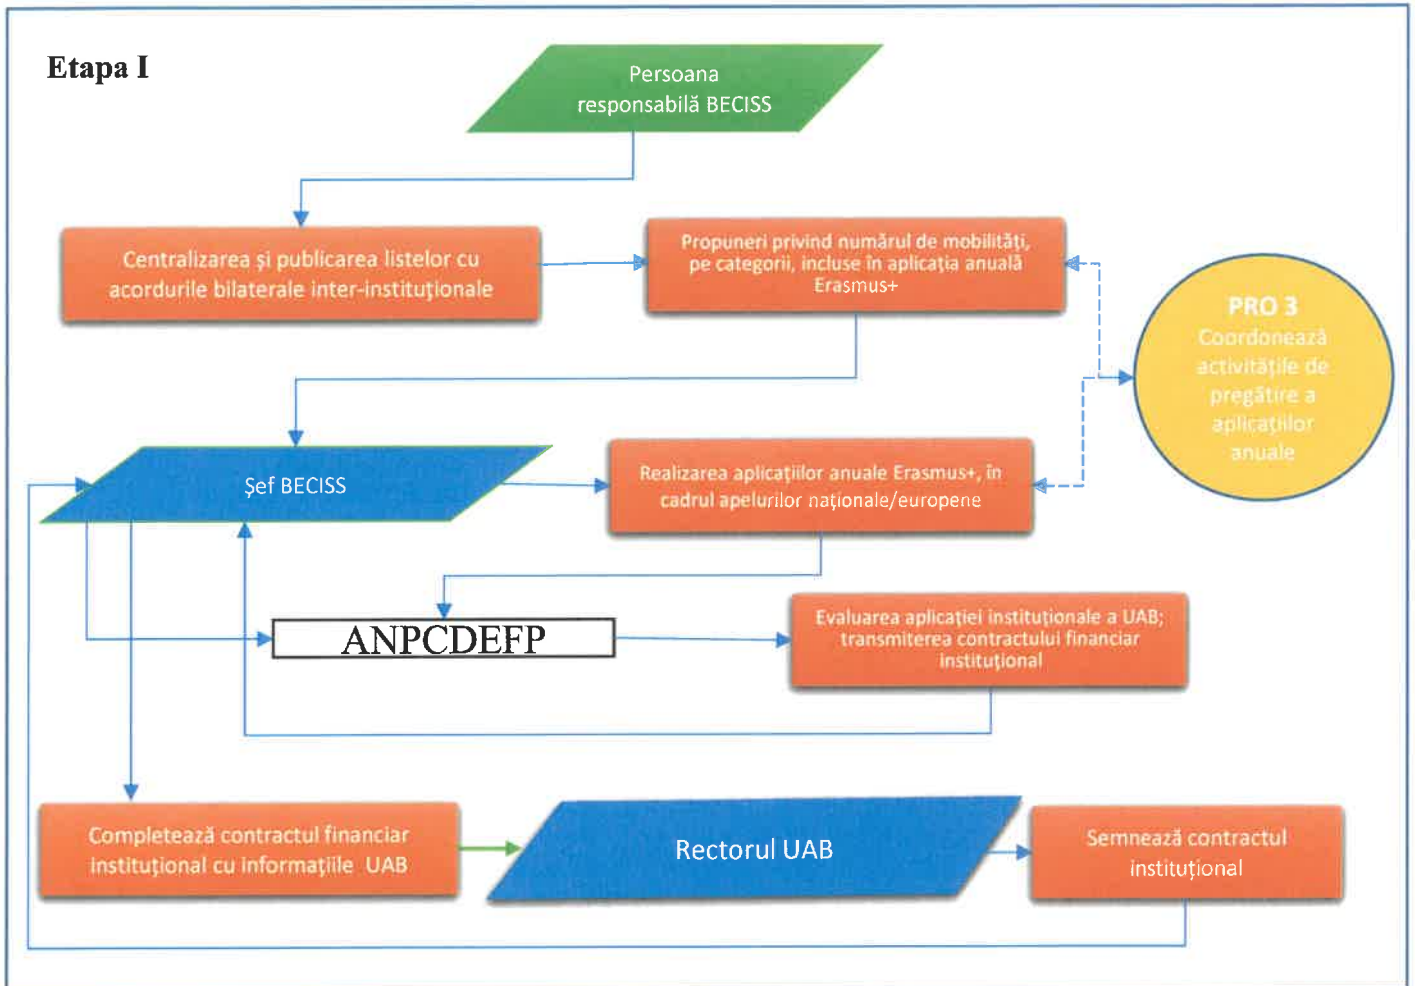 Etapa I
Persoana
responsabilă BECISS
Centralizarea și publicarea listelor cu
acordurile bilaterale inter-instituționale
Propuneri privind numărul de mobilități,
pe categorii, incluse în aplicația anuală
Erasmus+
PRO 3
Coordonează
activitățile de
pregătire a
aplicațiilor
anuale
Șef BECISS
Realizarea aplicațiilor anuale Erasmus+, în
cadrul apelurilor naționale/europene
ANPCDEFP
Evaluarea aplicației instituționale a UAB;
transmiterea contractului financiar
instituțional
Completează contractul financiar
instituțional cu informațiile UAB
Rectorul UAB
Semnează contractul
instituțional